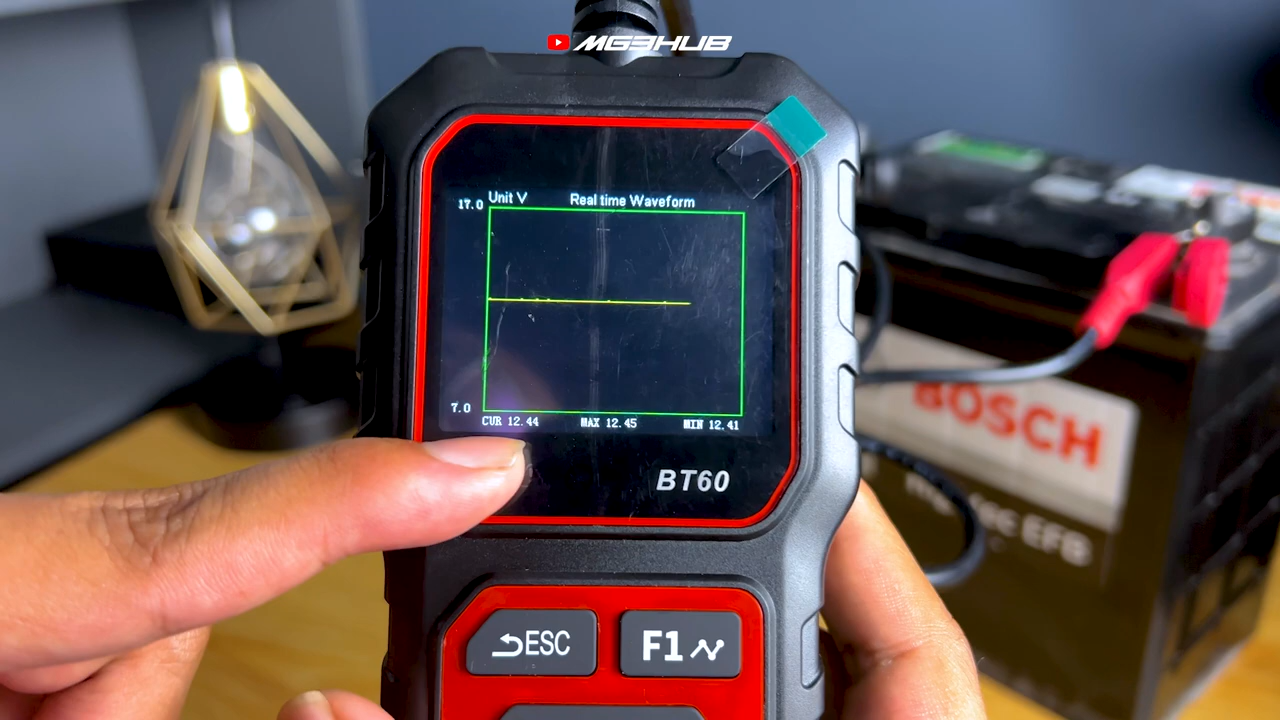 MG3HUB
Unit V Real time Waveform
17.0
7.0
CUR 12.44 MAX 12.45 MIN 12.41
BT60
ESC
F1
BOSCH
EFB